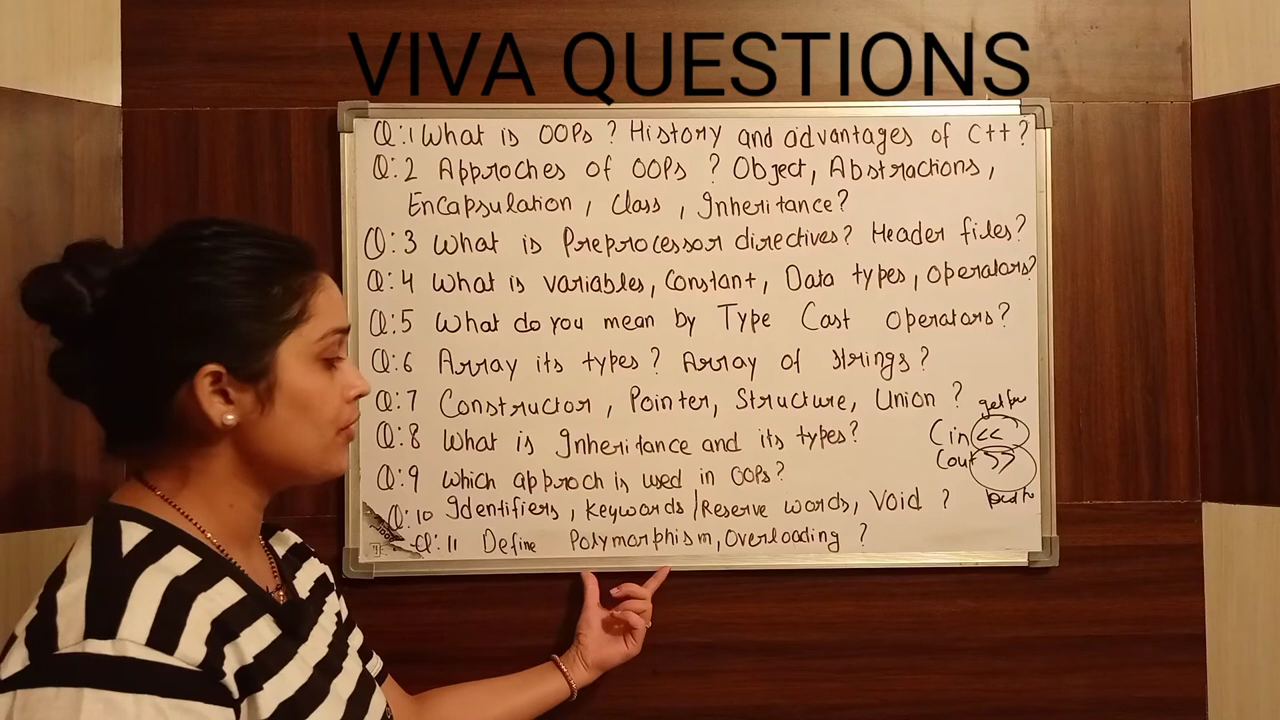 VIVA QUESTIONS
Q:1 What is OOPs ? History and advantages of C++?
Q:2 Approches of OOPs ? Object, Abstractions,
Encapsulation, Class, Inheritance?
Q:3 What is Preprocessor directives? Header files?
Q:4 What is variables, Constant, Data types, operators?
Q:5 What do you mean by Type Cast operators?
Q:6 Array its types? Array of strings?
Q:7 Constructor, Pointer, Structure, Union ?
Q:8 What is Inheritance and its types?
Cin <<
Cout >>
Q:9 Which approch is used in OOPs?
Q:10 Identifiers, Keywords/Reserve words, Void ?
Q:11 Define Polymorphism, Overloading ?